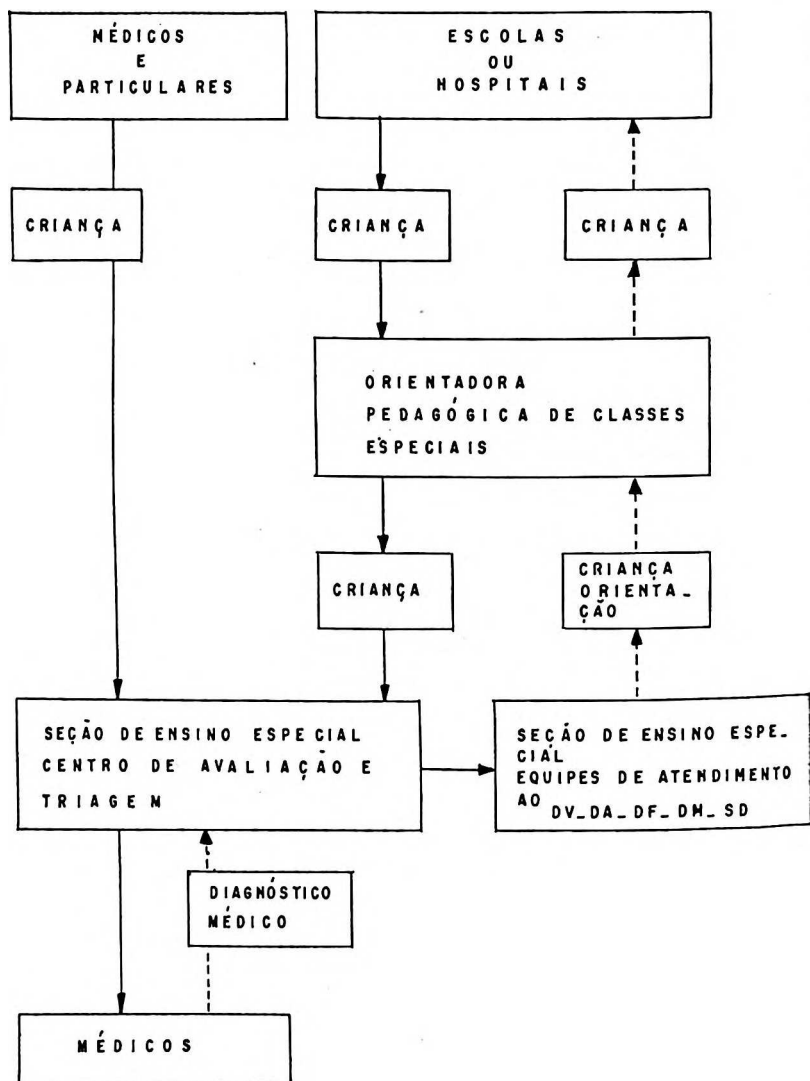 MÉDICOS
E
PARTICULARES
ESCOLAS
OU
HOSPITAIS
CRIANÇA
CRIANÇA
CRIANÇA
ORIENTADORA
PEDAGÓGICA DE CLASSES
ESPECIAIS
CRIANÇA
CRIANÇA
ORIENTA_
ÇÃO
SEÇÃO DE ENSINO ESPECIAL
CENTRO DE AVALIAÇÃO E
TRIAGEM
SEÇÃO DE ENSINO ESPE_
CIAL
EQUIPES DE ATENDIMENTO
AO DV_DA_DF_DM_SD
DIAGNÓSTICO
MÉDICO
MÉDICOS